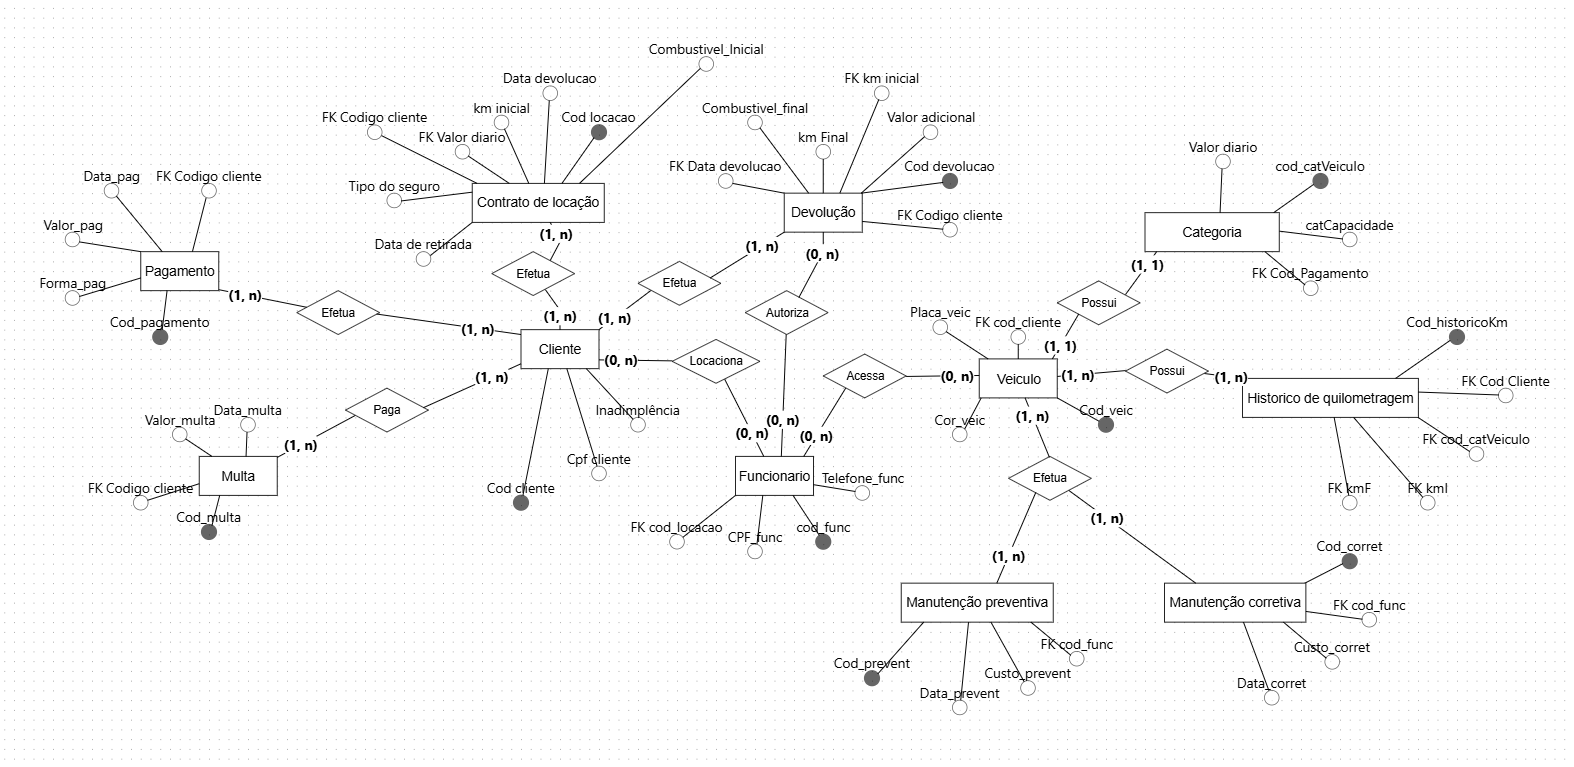 Combustivel_Inicial
Data devolucao
FK km inicial
km inicial
Combustivel_final
FK Codigo cliente
Cod locacao
Valor adicional
FK Valor diario
km Final
Valor diario
Data_pag
FK Codigo cliente
Tipo do seguro
FK Data devolucao
Cod devolucao
cod_catVeiculo
Contrato de locação
Devolução
Valor_pag
FK Codigo cliente
catCapacidade
Categoria
(1, n)
Data de retirada
(1, n)
(0, n)
(1, 1)
Pagamento
Efetua
Efetua
FK Cod_Pagamento
Forma_pag
(1, n)
Possui
Efetua
Autoriza
Placa_veic
FK cod_cliente
Cod_pagamento
(1, n)
(1, n)
(1, n)
Cod_historicoKm
Cliente
(0, n)
Locaciona
(1, 1)
(1, n)
Acessa
(0, n)
Veiculo
(1, n)
Possui
(1, n)
FK Cod Cliente
Paga
Inadimplência
Historico de quilometragem
Valor_multa
Data_multa
Cod_veic
(1, n)
(0, n)
(0, n)
(0, n)
Cor_veic
(1, n)
FK cod_catVeiculo
Multa
Cpf cliente
Funcionario
Telefone_func
Efetua
FK Codigo cliente
Cod cliente
FK kmF
FK kmI
Cod_multa
FK cod_locacao
CPF_func
cod_func
(1, n)
(1, n)
Cod_corret
Manutenção preventiva
Manutenção corretiva
FK cod_func
FK cod_func
Custo_corret
Cod_prevent
Custo_prevent
Data_prevent
Data_corret